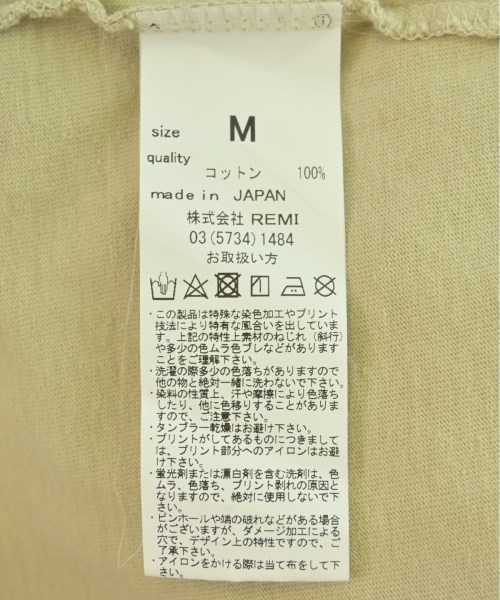 size M
quality
コットン 100%
made in JAPAN
株式会社 REMI
03(5734)1484
お取扱い方
・この製品は特殊な染色加工やプリント
技法により特有な風合いを出していま
す。上記の特性上素材のねじれ(斜行)
や多少の色ムラ色ブレなどがあります
ことをご理解下さい。
・洗濯の際多少の色落ちがありますので
他の物と絶対一緒に洗わないで下さい。
・染料の性質上、汗や摩擦により色落ち
したり、他に色移りすることがありま
すので、ご注意下さい。
・タンブラー乾燥はお避け下さい。
・プリントがしてあるものにつきまして
は、プリント部分へのアイロンはお避
け下さい。
・蛍光剤または漂白剤を含む洗剤は、色
ムラ、色落ち、プリント剥れの原因と
なりますので、絶対に使用しないで下
さい。
・ピンホールや端の破れなどがある場合
がございますが、ダメージ加工による
穴で、デザイン上の特性ですので、ご
了承下さい。
・アイロンをかける際は当て布をして下
さい。